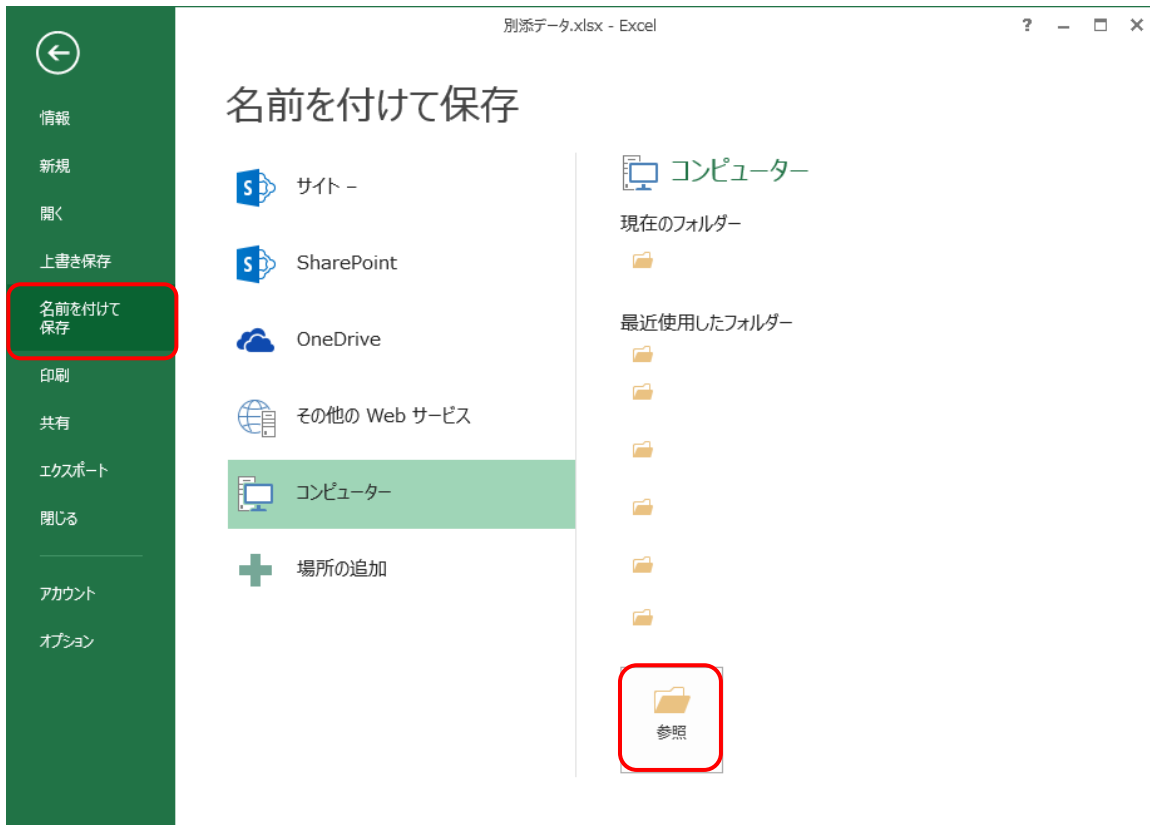 別添データ.xlsx - Excel
?
情報
新規
開く
上書き保存
名前を付けて
保存
印刷
共有
エクスポート
閉じる
アカウント
オプション
名前を付けて保存
S サイト –
S SharePoint
OneDrive
その他の Web サービス
コンピューター
場所の追加
コンピューター
現在のフォルダー
最近使用したフォルダー
参照